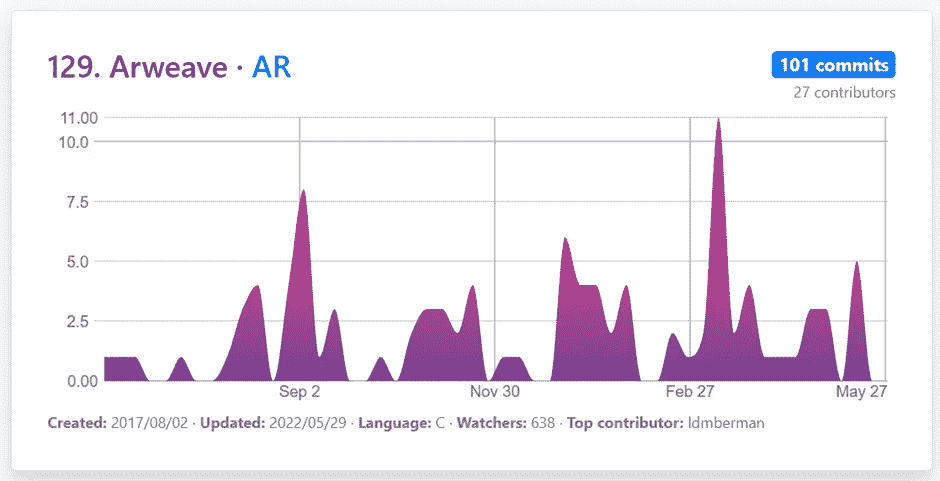 129. Arweave · AR
101 commits
27 contributors
11.00
10.0
7.5
5.0
2.5
0.00
Sep 2 Nov 30 Feb 27 May 27
Created: 2017/08/02 · Updated: 2022/05/29 · Language: C · Watchers: 638 · Top contributor: ldmberman